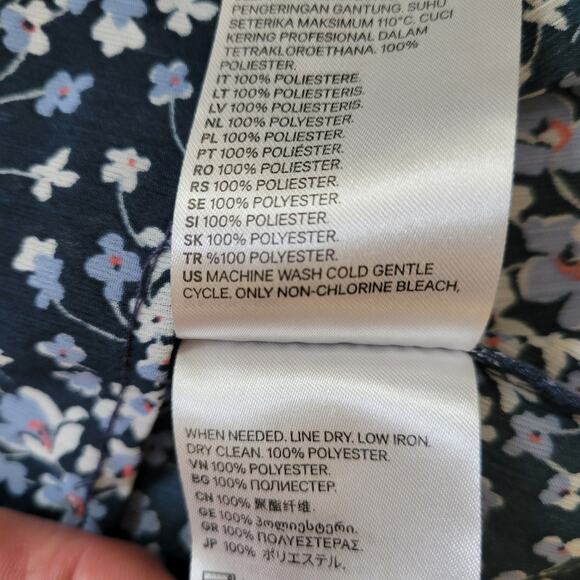 PENGERINGAN GANTUNG. SUHU
SETERIKA MAKSIMUM 110°C. CUCI
KERING PROFESIONAL DALAM
TETRAKLOROETHANA. 100%
POLIESTER.
IT 100% POLIESTERE.
LT 100% POLIESTERIS.
LV 100% POLIESTERIS.
NL 100% POLYESTER.
PL 100% POLIESTER.
PT 100% POLIÉSTER.
RO 100% POLIESTER.
RS 100% POLIESTER.
SE 100% POLYESTER.
SI 100% POLIESTER.
SK 100% POLYESTER.
TR %100 POLYESTER.
US MACHINE WASH COLD GENTLE
CYCLE. ONLY NON-CHLORINE BLEACH,
WHEN NEEDED. LINE DRY. LOW IRON.
DRY CLEAN. 100% POLYESTER.
VN 100% POLYESTER.
BG 100% ПОЛИЕСТЕР.
CN 100% 聚酯纤维.
GE 100% პოლიესტერი.
GR 100% ΠΟΛΥΕΣΤΕΡΑΣ.
JP 100% ポリエステル.